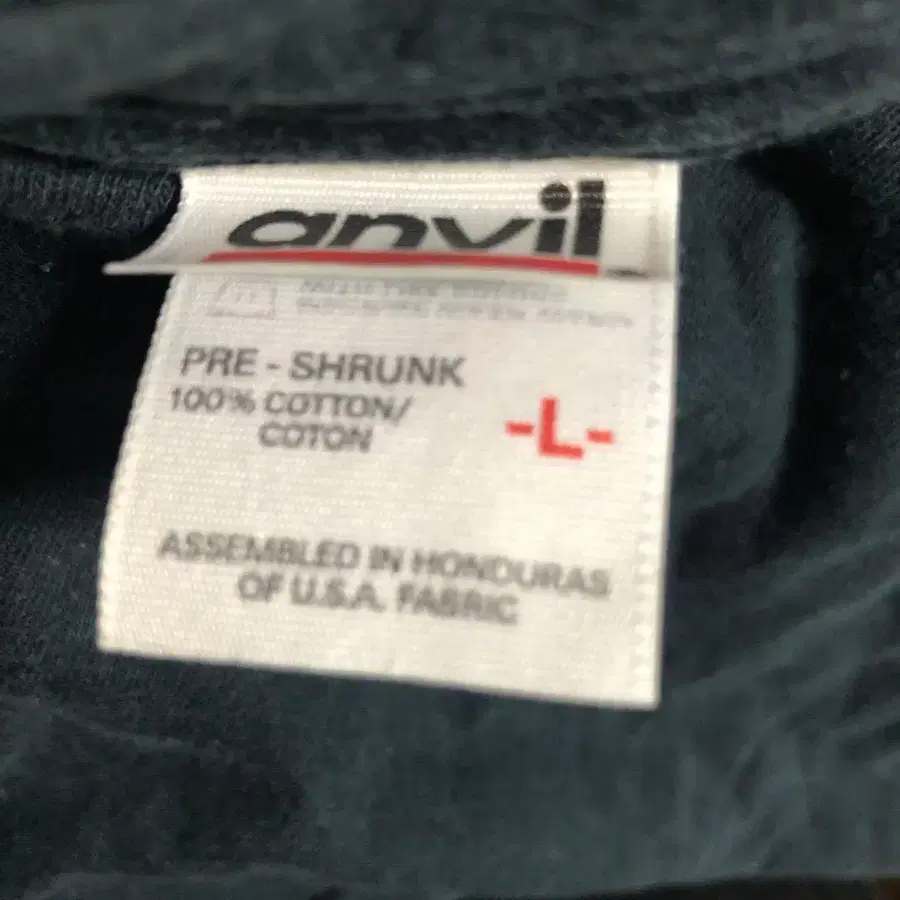 anvil
PRE - SHRUNK
100% COTTON/
COTON
-L-
ASSEMBLED IN HONDURAS
OF U.S.A. FABRIC